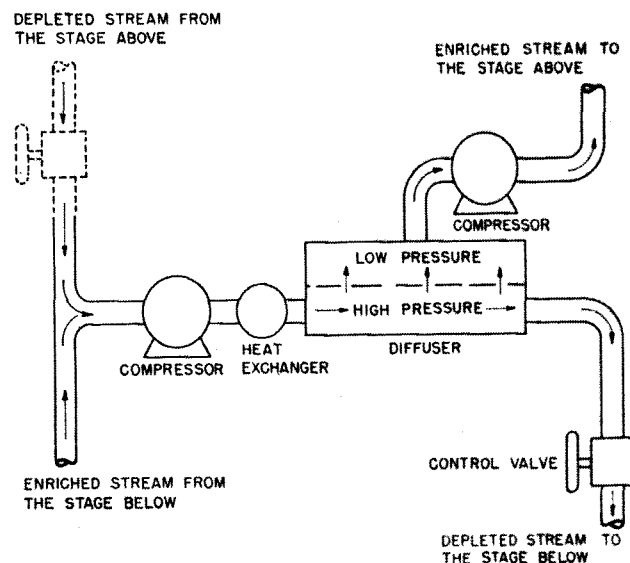 DEPLETED STREAM FROM
THE STAGE ABOVE
ENRICHED STREAM TO
THE STAGE ABOVE
COMPRESSOR
LOW PRESSURE
HIGH PRESSURE
DIFFUSER
HEAT
EXCHANGER
COMPRESSOR
CONTROL VALVE
ENRICHED STREAM FROM
THE STAGE BELOW
DEPLETED STREAM TO
THE STAGE BELOW